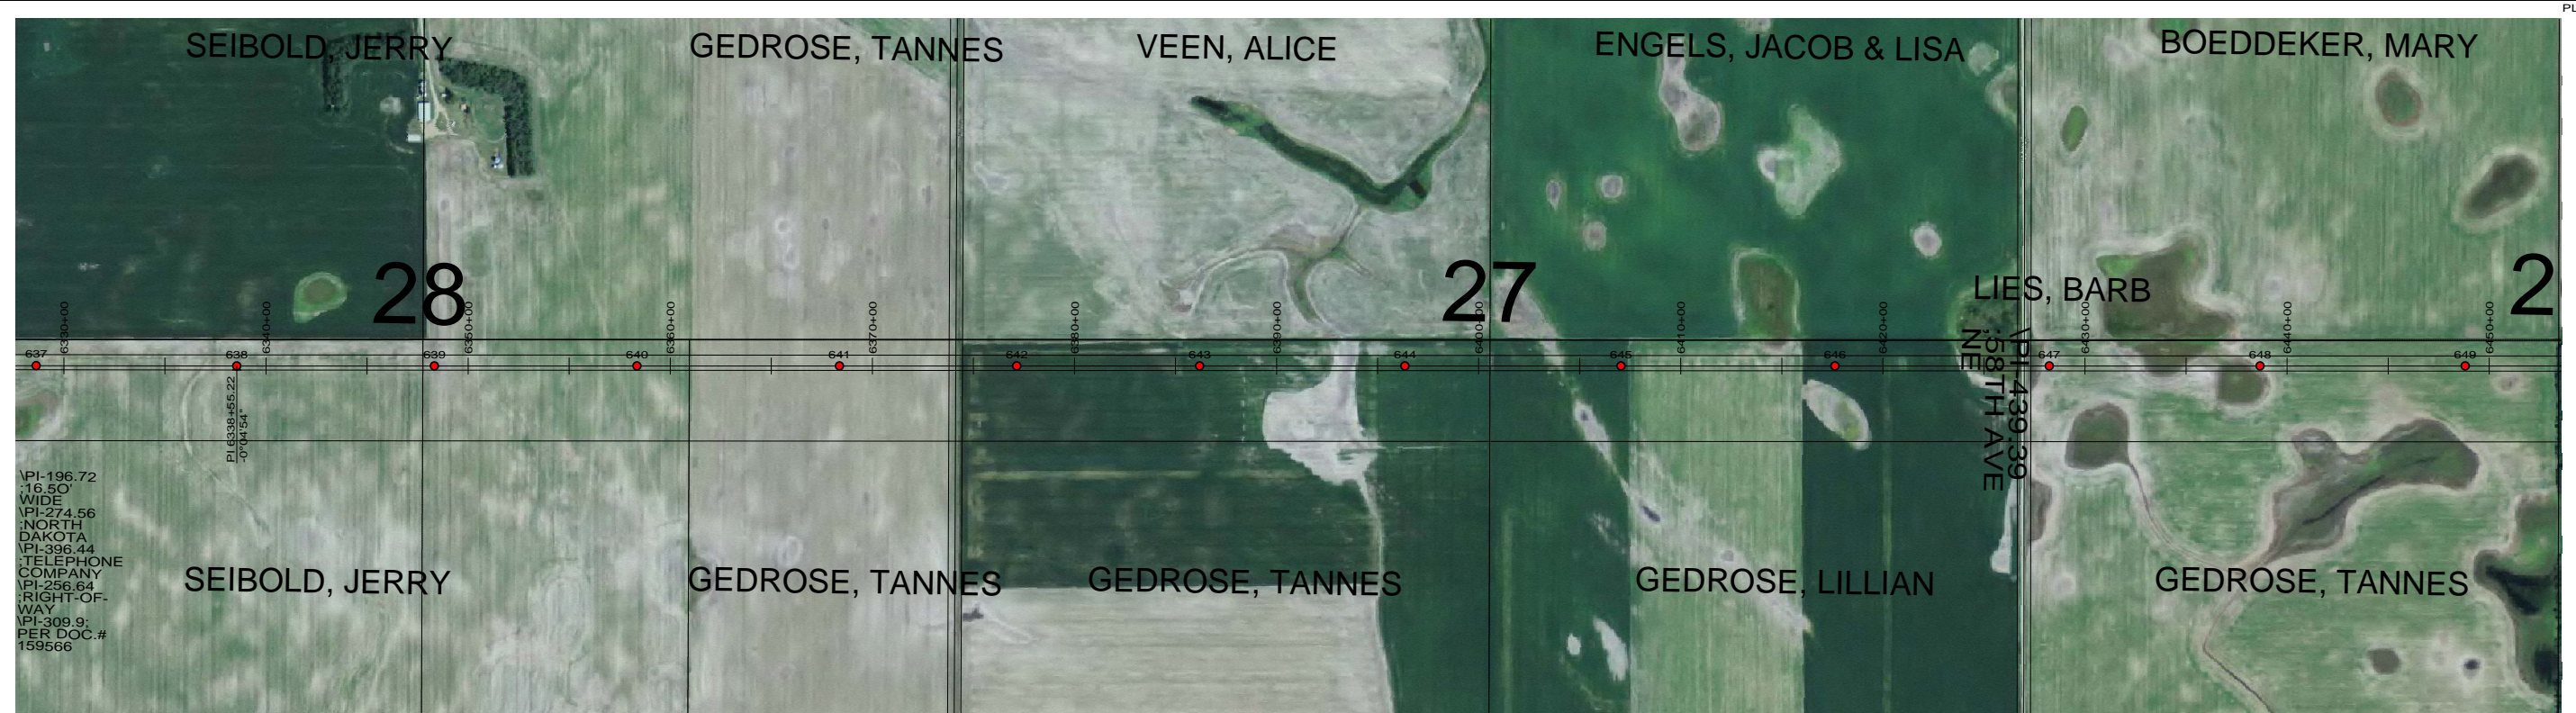 PL
SEIBOLD, JERRY
GEDROSE, TANNES
VEEN, ALICE
ENGELS, JACOB & LISA
BOEDDEKER, MARY
28
27
2
LIES, BARB
6330+00
6340+00
6350+00
6360+00
6370+00
6380+00
6390+00
6400+00
6410+00
6420+00
6430+00
6440+00
6450+00
637
638
639
640
641
642
643
644
645
646
647
648
649
PI 6338+55.22
-0°04'54"
\PI-439.39
;58TH AVE
NE
\PI-196.72
;16.5O'
WIDE
\PI-274.56
;NORTH
DAKOTA
\PI-396.44
;TELEPHONE
COMPANY
\PI-256.64
;RIGHT-OF-
WAY
\PI-309.9;
PER DOC.#
159566
SEIBOLD, JERRY
GEDROSE, TANNES
GEDROSE, TANNES
GEDROSE, LILLIAN
GEDROSE, TANNES